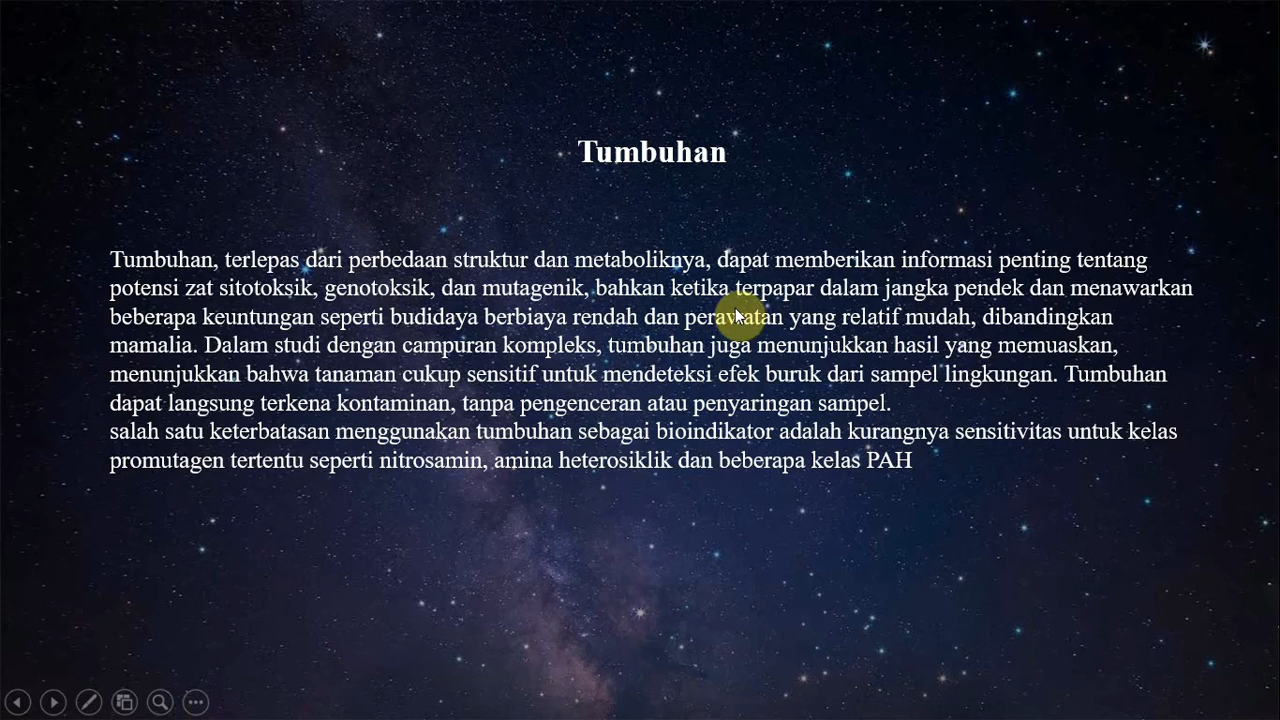 Tumbuhan
Tumbuhan, terlepas dari perbedaan struktur dan metaboliknya, dapat memberikan informasi penting tentang
potensi zat sitotoksik, genotoksik, dan mutagenik, bahkan ketika terpapar dalam jangka pendek dan menawarkan
beberapa keuntungan seperti budidaya berbiaya rendah dan perawatan yang relatif mudah, dibandingkan
mamalia. Dalam studi dengan campuran kompleks, tumbuhan juga menunjukkan hasil yang memuaskan,
menunjukkan bahwa tanaman cukup sensitif untuk mendeteksi efek buruk dari sampel lingkungan. Tumbuhan
dapat langsung terkena kontaminan, tanpa pengenceran atau penyaringan sampel.
salah satu keterbatasan menggunakan tumbuhan sebagai bioindikator adalah kurangnya sensitivitas untuk kelas
promutagen tertentu seperti nitrosamin, amina heterosiklik dan beberapa kelas PAH